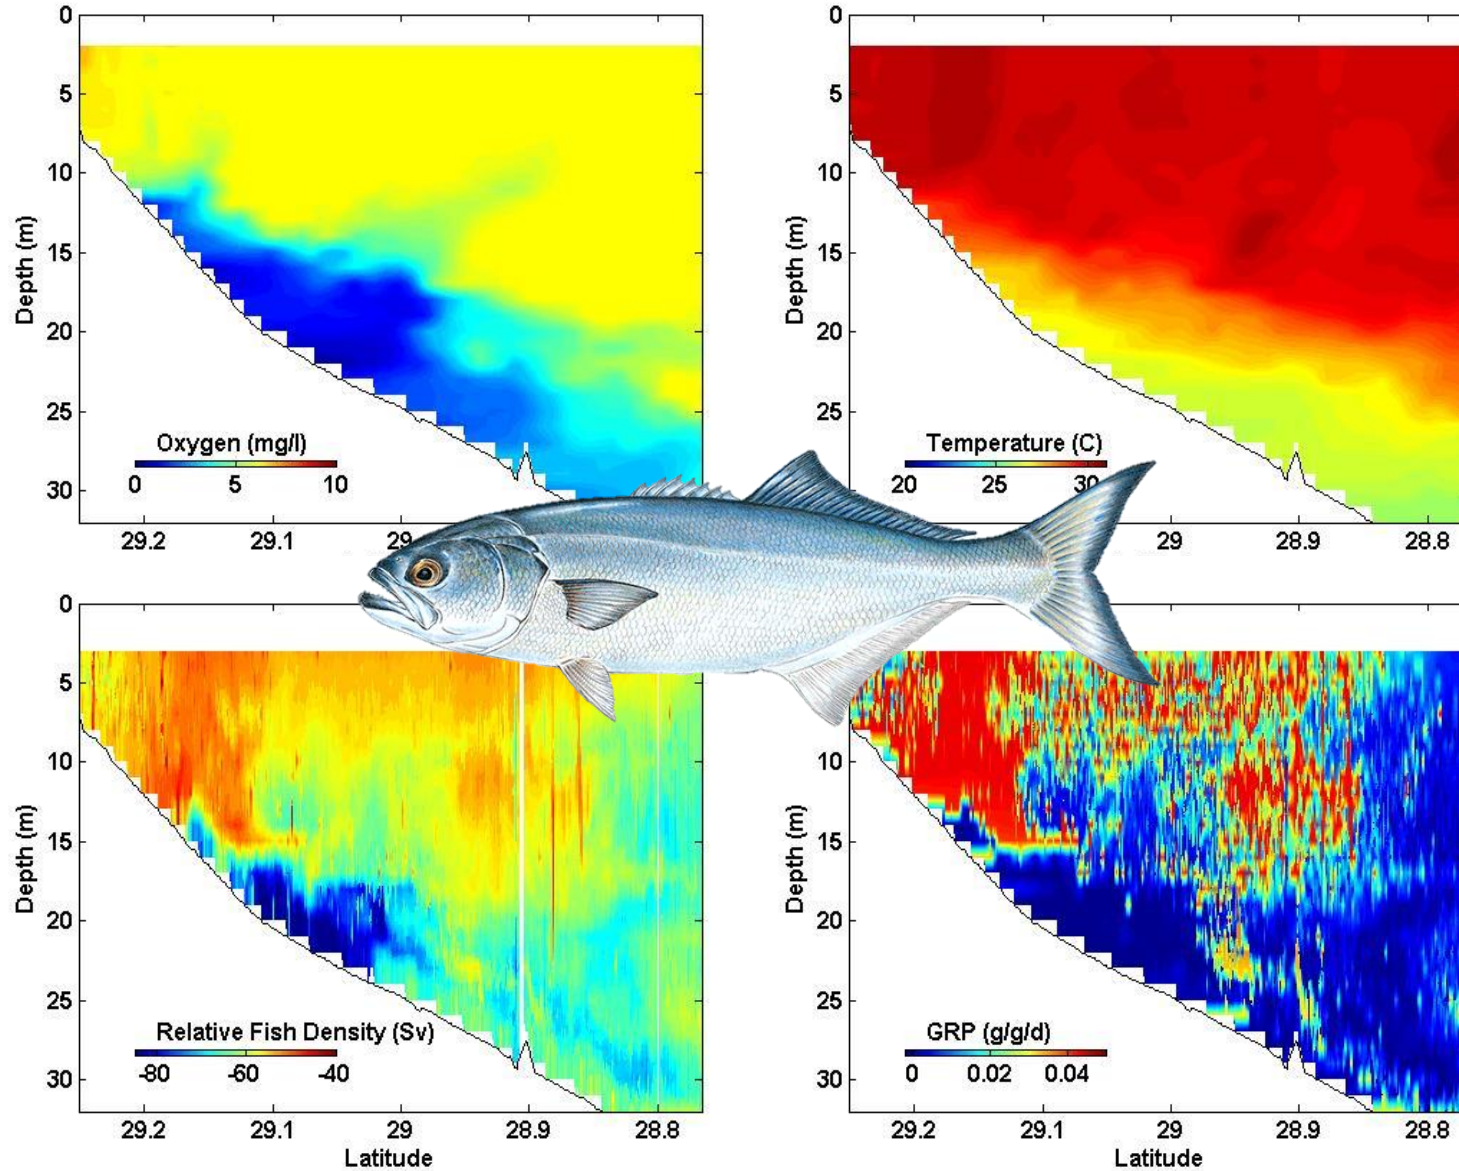 0
5
10
15
20
25
30
Depth (m)
Oxygen (mg/l)
0 5 10
29.2 29.1 29
0
5
10
15
20
25
30
Depth (m)
Temperature (C)
20 25 30
29 28.9 28.8
0
5
10
15
20
25
30
Depth (m)
Relative Fish Density (Sv)
-80 -60 -40
29.2 29.1 29 28.9 28.8
Latitude
5
10
15
20
25
30
Depth (m)
GRP (g/g/d)
0 0.02 0.04
29.2 29.1 29 28.9 28.8
Latitude